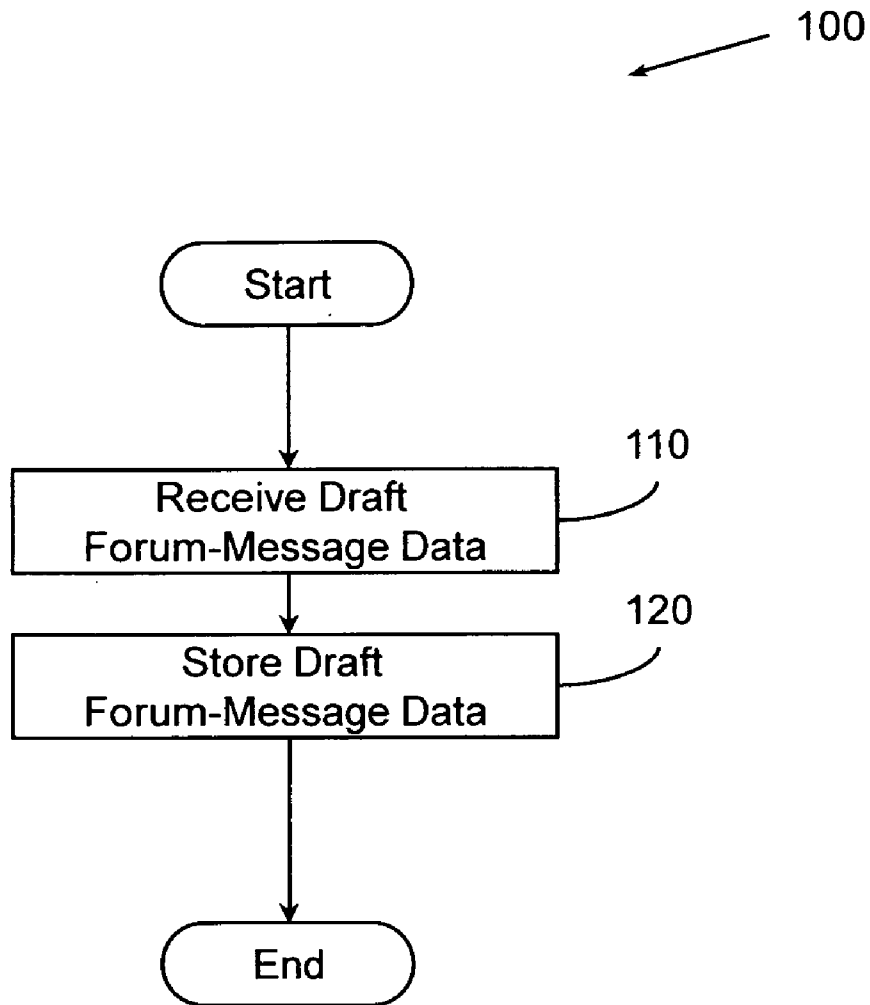 100
Start
110
Receive Draft
Forum-Message Data
120
Store Draft
Forum-Message Data
End